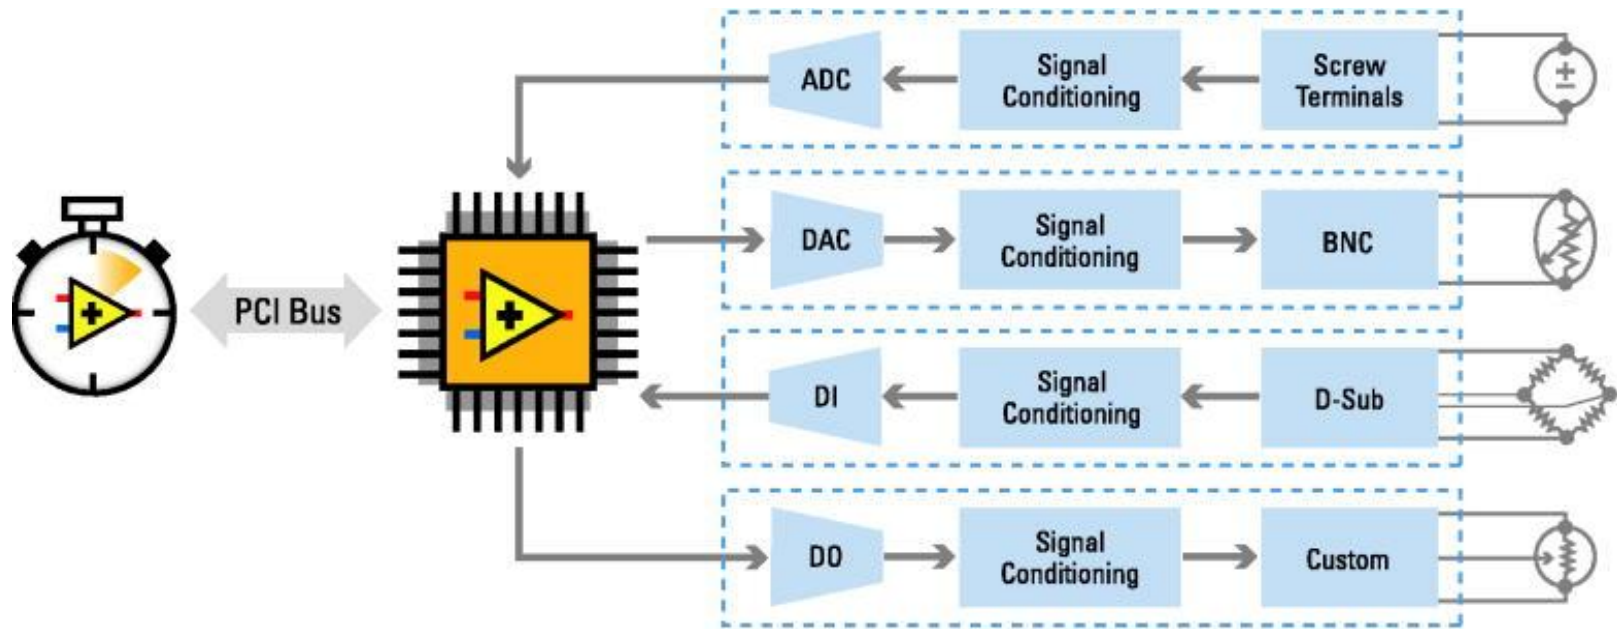 ADC
Signal
Conditioning
Screw
Terminals
DAC
Signal
Conditioning
BNC
PCI Bus
DI
Signal
Conditioning
D-Sub
DO
Signal
Conditioning
Custom